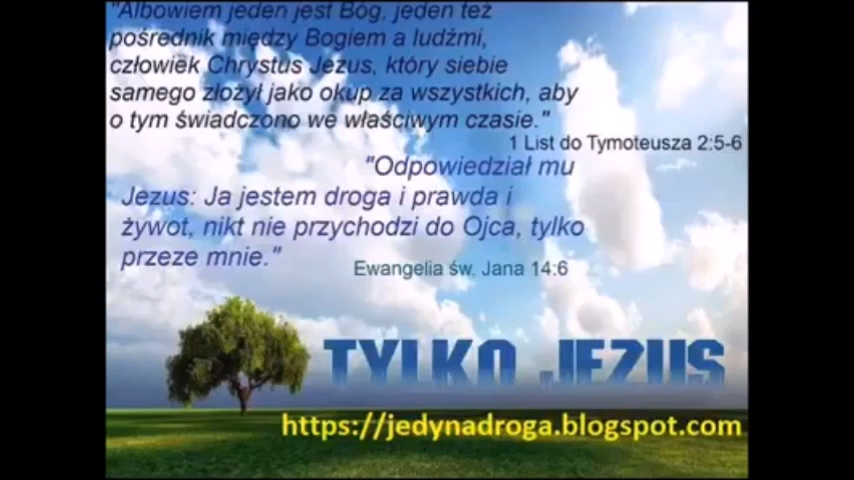 "Albowiem jeden jest Bóg, jeden też
pośrednik między Bogiem a ludźmi,
człowiek Chrystus Jezus, który siebie
samego złożył jako okup za wszystkich, aby
o tym świadczono we właściwym czasie."
1 List do Tymoteusza 2:5-6
"Odpowiedział mu
Jezus: Ja jestem droga i prawda i
żywot, nikt nie przychodzi do Ojca, tylko
przeze mnie."
Ewangelia św. Jana 14:6
TYLKO JEZUS
https://jedynadroga.blogspot.com